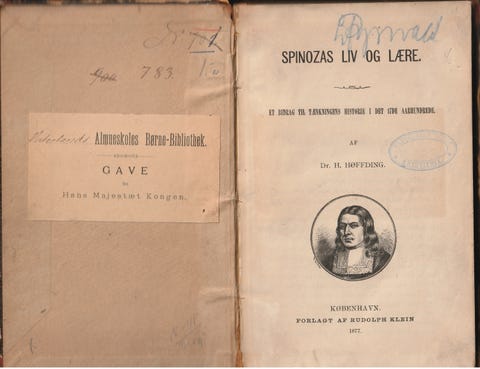 783.
Almueskoles Børne-Bibliothek.
GAVE
fra
Hans Majestæt Kongen.
SPINOZAS LIV OG LÆRE.
ET BIDRAG TIL TÆNKNINGENS HISTORIE I DET 17DE AARHUNDREDE.
AF
Dr. H. HØFFDING.
KØBENHAVN.
FORLAGT AF RUDOLPH KLEIN
1877.